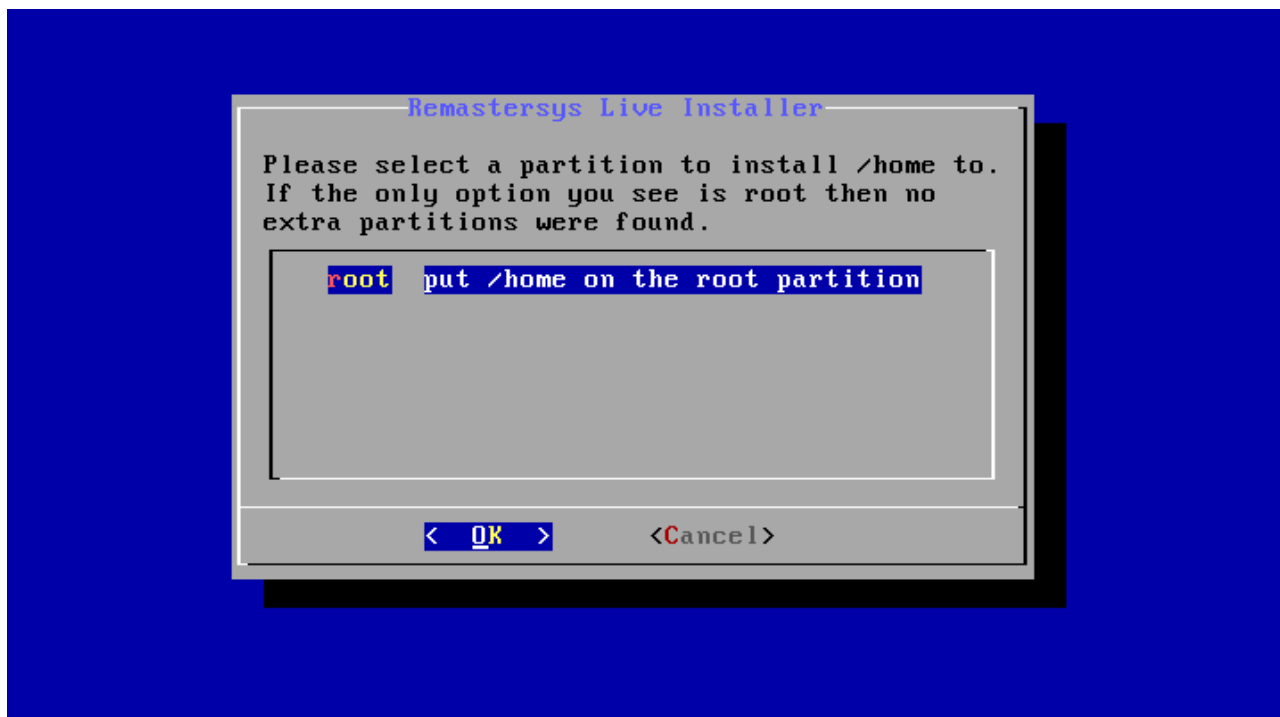 Remastersys Live Installer
Please select a partition to install /home to.
If the only option you see is root then no
extra partitions were found.
root put /home on the root partition
< OK > <Cancel>